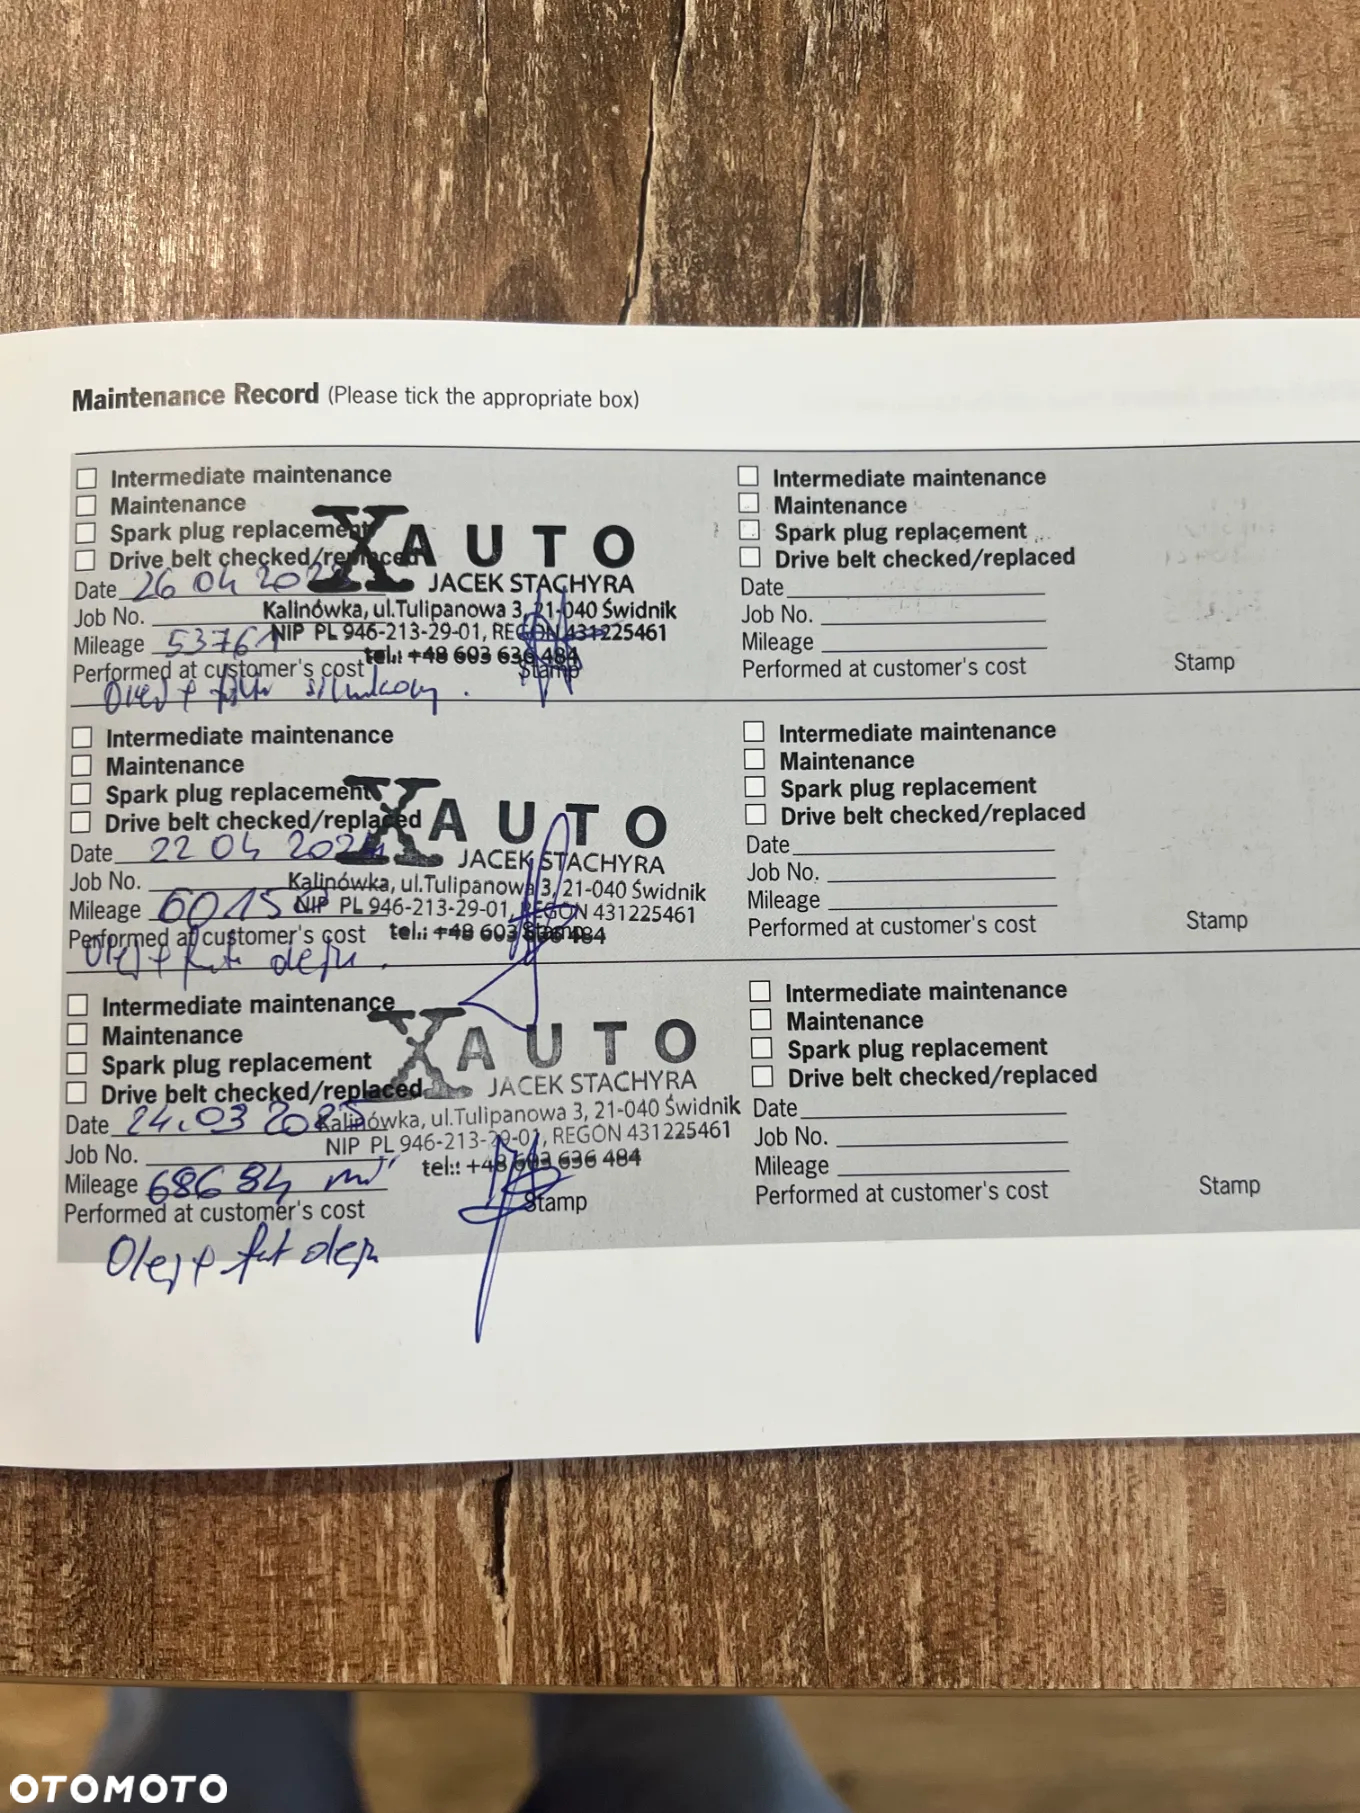 Maintenance Record (Please tick the appropriate box)
Intermediate maintenance
Maintenance
Spark plug replacement
Drive belt checked/replaced
Date 26 04
Job No.
Mileage 53761
Performed at customer's cost
Stamp
X AUTO
JACEK STACHYRA
Kalinówka, ul.Tulipanowa 3, 21-040 Świdnik
NIP PL 946-213-29-01, REGON 431225461
tel.: +48 603 636 484
Olej +
Intermediate maintenance
Maintenance
Spark plug replacement
Drive belt checked/replaced
Date 22 04 2024
Job No.
Mileage 60150
Performed at customer's cost
Stamp
X AUTO
JACEK STACHYRA
Kalinówka, ul.Tulipanowa 3, 21-040 Świdnik
NIP PL 946-213-29-01, REGON 431225461
tel.: +48 603 636 484
Olej +
Intermediate maintenance
Maintenance
Spark plug replacement
Drive belt checked/replaced
Date 24.03 2025
Job No.
Mileage 68684
Performed at customer's cost
Stamp
X AUTO
JACEK STACHYRA
Kalinówka, ul.Tulipanowa 3, 21-040 Świdnik
NIP PL 946-213-29-01, REGON 431225461
tel.: +48 603 636 484
Olej +
Intermediate maintenance
Maintenance
Spark plug replacement
Drive belt checked/replaced
Date
Job No.
Mileage
Performed at customer's cost
Stamp
Intermediate maintenance
Maintenance
Spark plug replacement
Drive belt checked/replaced
Date
Job No.
Mileage
Performed at customer's cost
Stamp
Intermediate maintenance
Maintenance
Spark plug replacement
Drive belt checked/replaced
Date
Job No.
Mileage
Performed at customer's cost
Stamp
OTOMOTO